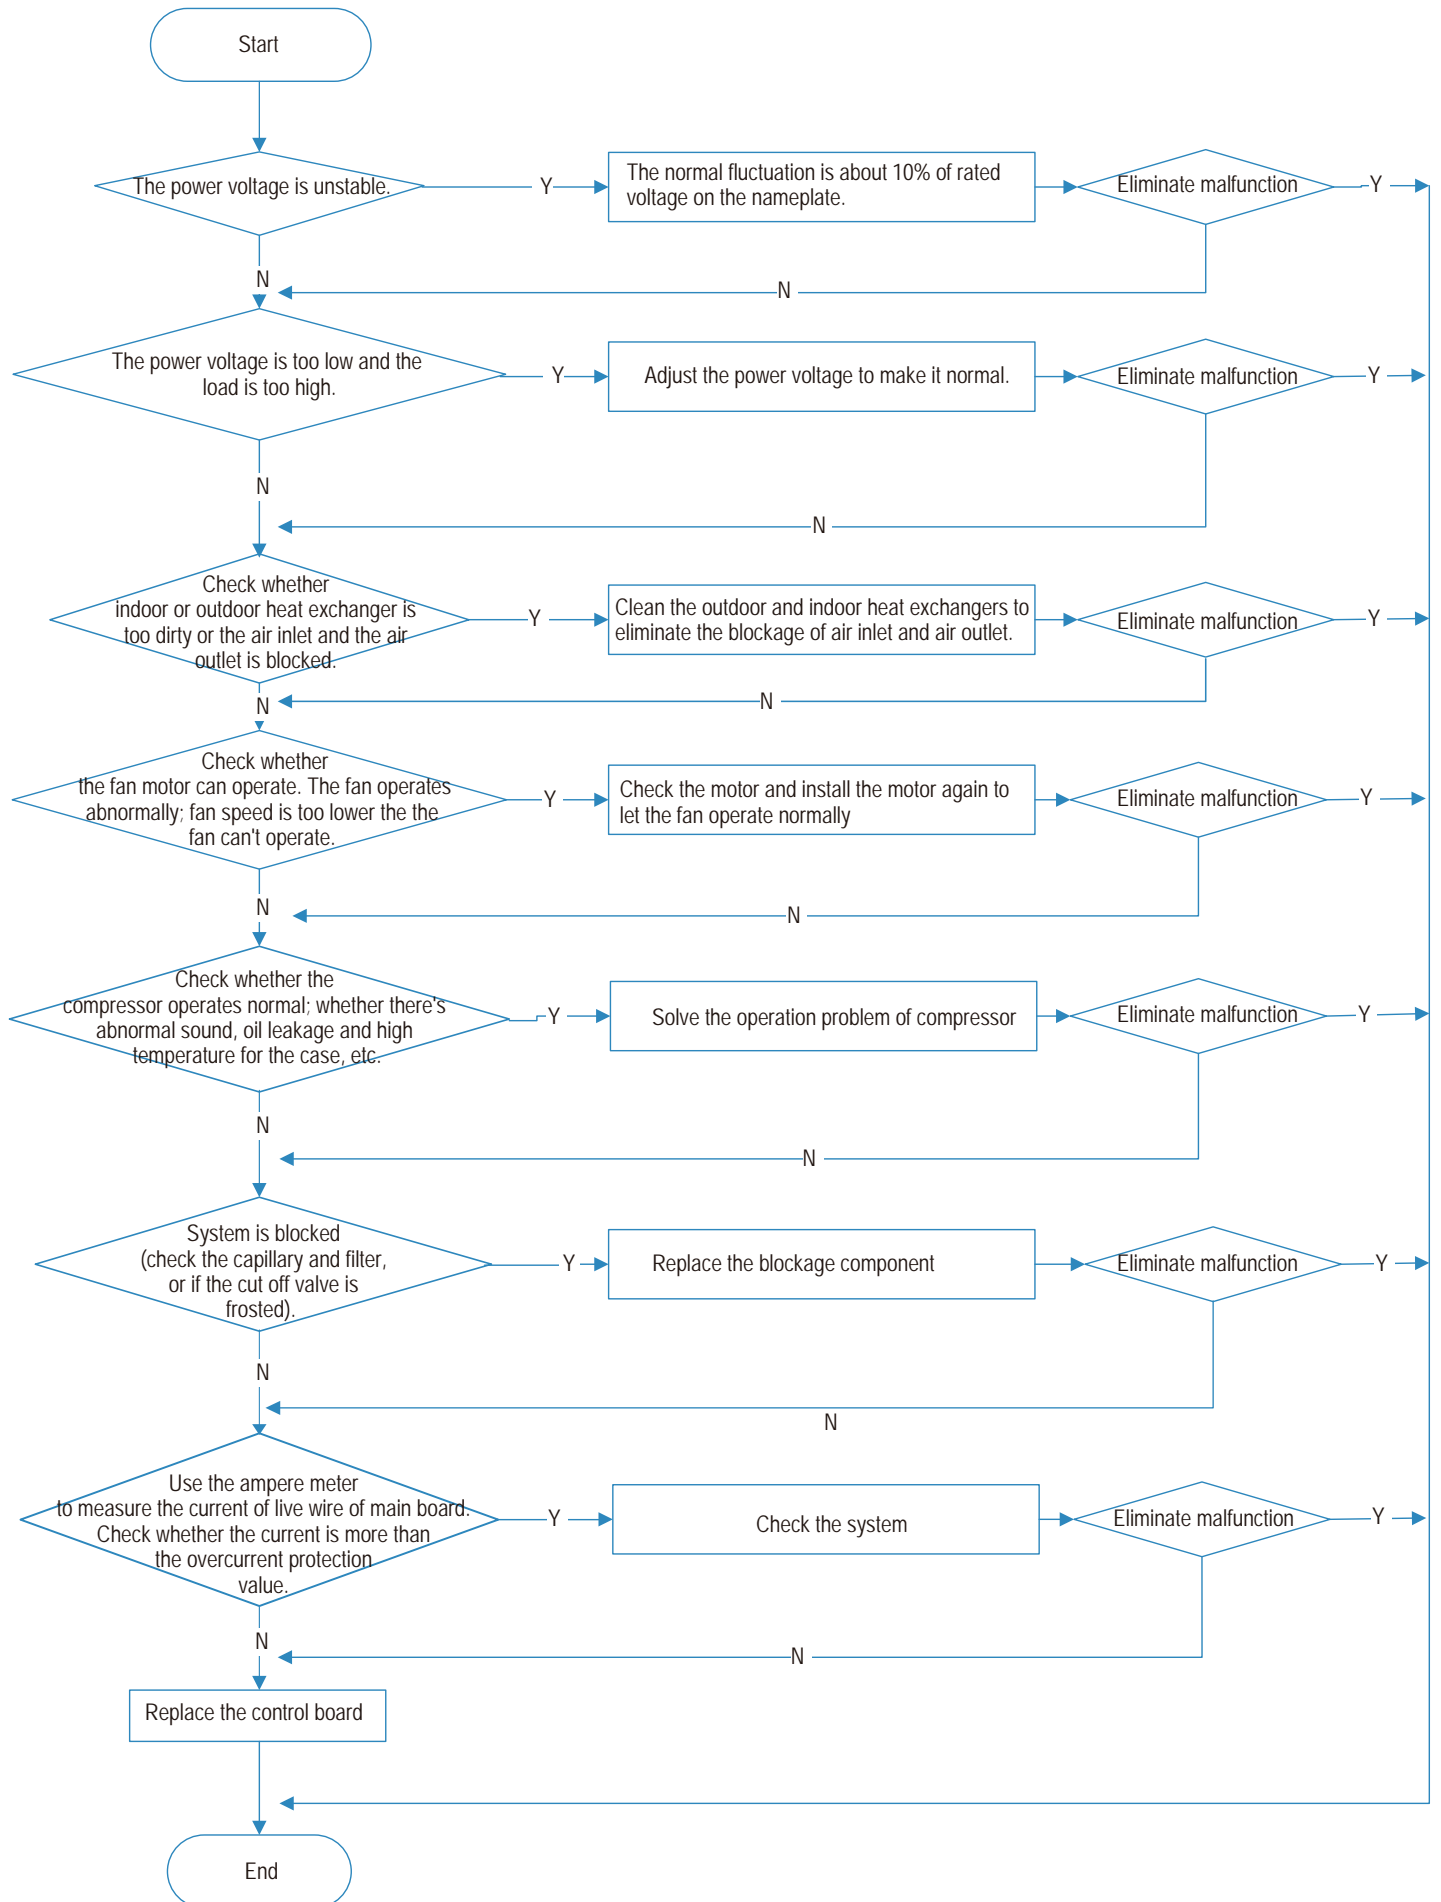 Start
The power voltage is unstable.
Y
The normal fluctuation is about 10% of rated
voltage on the nameplate.
Eliminate malfunction
Y
N
N
The power voltage is too low and the
load is too high.
Y
Adjust the power voltage to make it normal.
Eliminate malfunction
Y
N
N
Check whether
indoor or outdoor heat exchanger is
too dirty or the air inlet and the air
outlet is blocked.
Y
Clean the outdoor and indoor heat exchangers to
eliminate the blockage of air inlet and air outlet.
Eliminate malfunction
Y
N
N
Check whether
the fan motor can operate. The fan operates
abnormally; fan speed is too lower the the
fan can't operate.
Y
Check the motor and install the motor again to
let the fan operate normally
Eliminate malfunction
Y
N
N
Check whether the
compressor operates normal; whether there's
abnormal sound, oil leakage and high
temperature for the case, etc.
Y
Solve the operation problem of compressor
Eliminate malfunction
Y
N
N
System is blocked
(check the capillary and filter,
or if the cut off valve is
frosted).
Y
Replace the blockage component
Eliminate malfunction
Y
N
N
Use the ampere meter
to measure the current of live wire of main board.
Check whether the current is more than
the overcurrent protection
value.
Y
Check the system
Eliminate malfunction
Y
N
N
Replace the control board
End